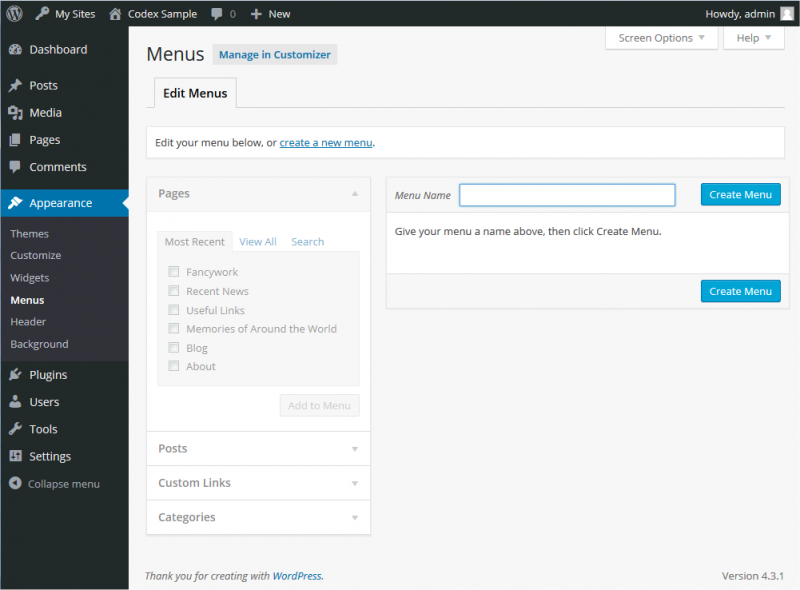 My Sites Codex Sample 0 New Howdy, admin
Dashboard
Posts
Media
Pages
Comments
Appearance
Themes
Customize
Widgets
Menus
Header
Background
Plugins
Users
Tools
Settings
Collapse menu
Screen Options Help
Menus Manage in Customizer
Edit Menus
Edit your menu below, or create a new menu.
Pages
Most Recent View All Search
Fancywork
Recent News
Useful Links
Memories of Around the World
Blog
About
Add to Menu
Posts
Custom Links
Categories
Menu Name Create Menu
Give your menu a name above, then click Create Menu.
Create Menu
Thank you for creating with WordPress. Version 4.3.1